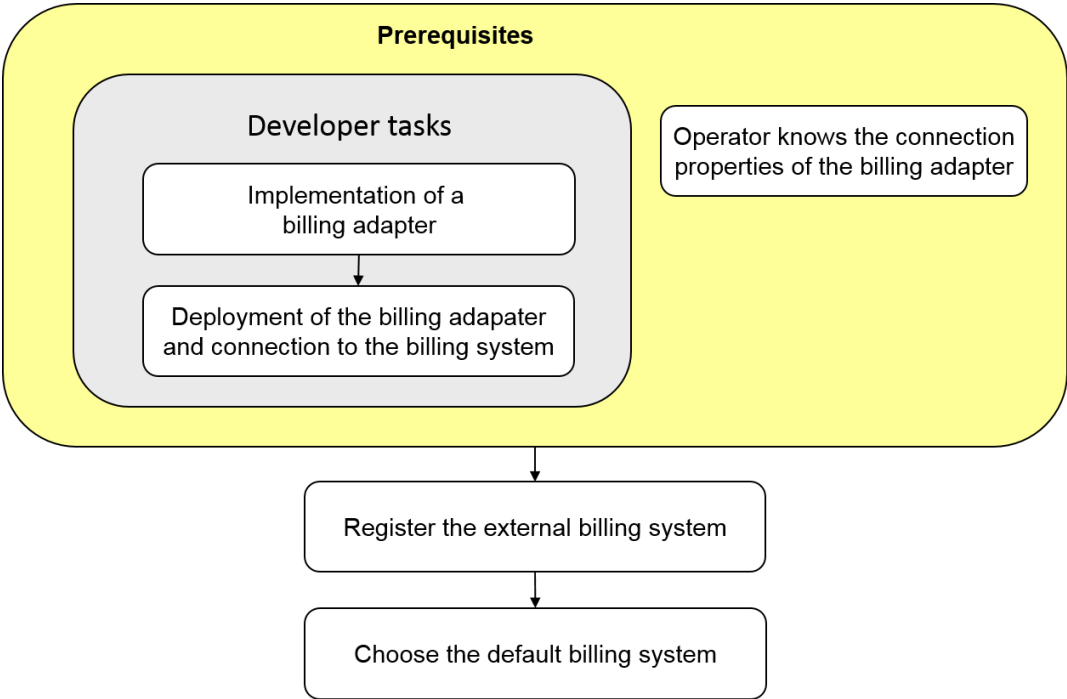 Prerequisites
Developer tasks
Implementation of a
billing adapter
Deployment of the billing adapater
and connection to the billing system
Operator knows the connection
properties of the billing adapter
Register the external billing system
Choose the default billing system